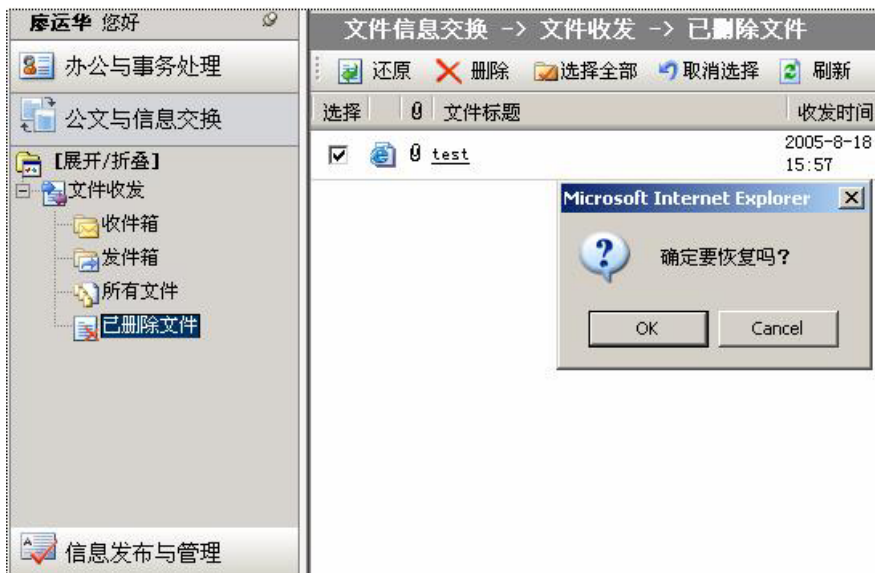 廖运华 您好
办公与事务处理
公文与信息交换
[展开/折叠]
文件收发
收件箱
发件箱
所有文件
已删除文件
信息发布与管理
文件信息交换 -> 文件收发 -> 已删除文件
还原 删除 选择全部 取消选择 刷新
选择 文件标题 收发时间
test 2005-8-18
15:57
Microsoft Internet Explorer
确定要恢复吗?
OK Cancel